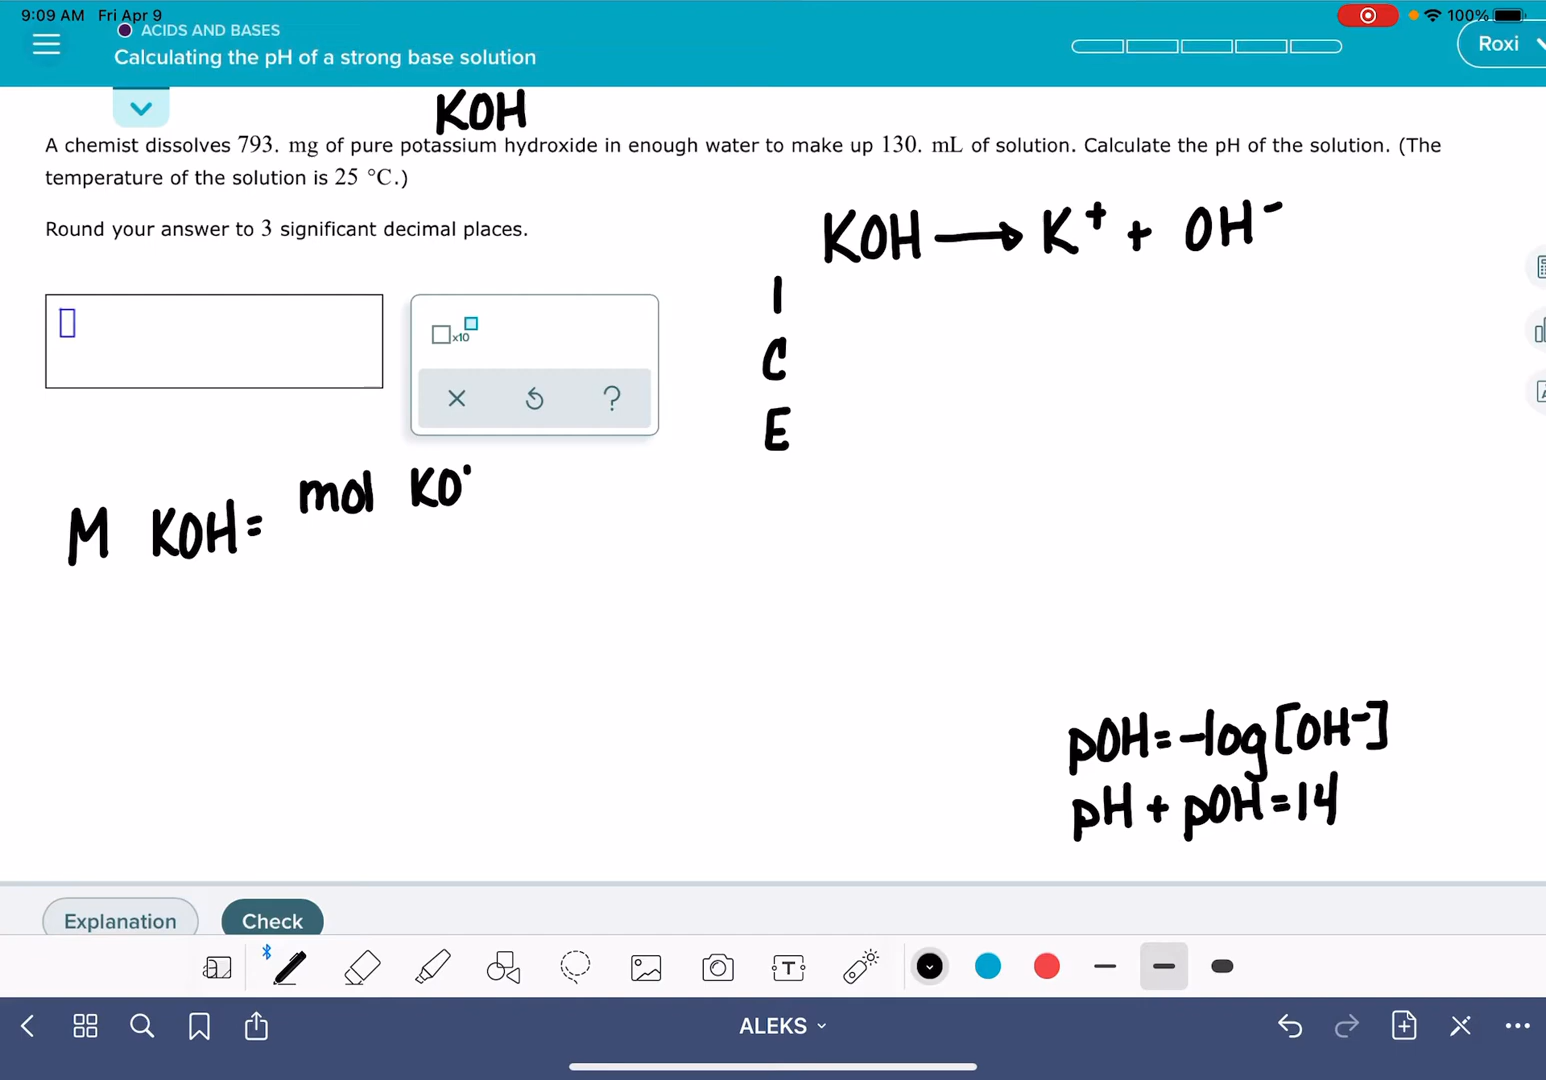 9:09 AM Fri Apr 9
100%
ACIDS AND BASES
Calculating the pH of a strong base solution
Roxi
KOH
A chemist dissolves 793. mg of pure potassium hydroxide in enough water to make up 130. mL of solution. Calculate the pH of the solution. (The
temperature of the solution is 25 °C.)
Round your answer to 3 significant decimal places.
KOH → K⁺ + OH⁻
I
C
E
x10
?
mol KO
M KOH=
pOH=-log[OH⁻]
pH + pOH=14
Explanation
Check
a
T
ALEKS